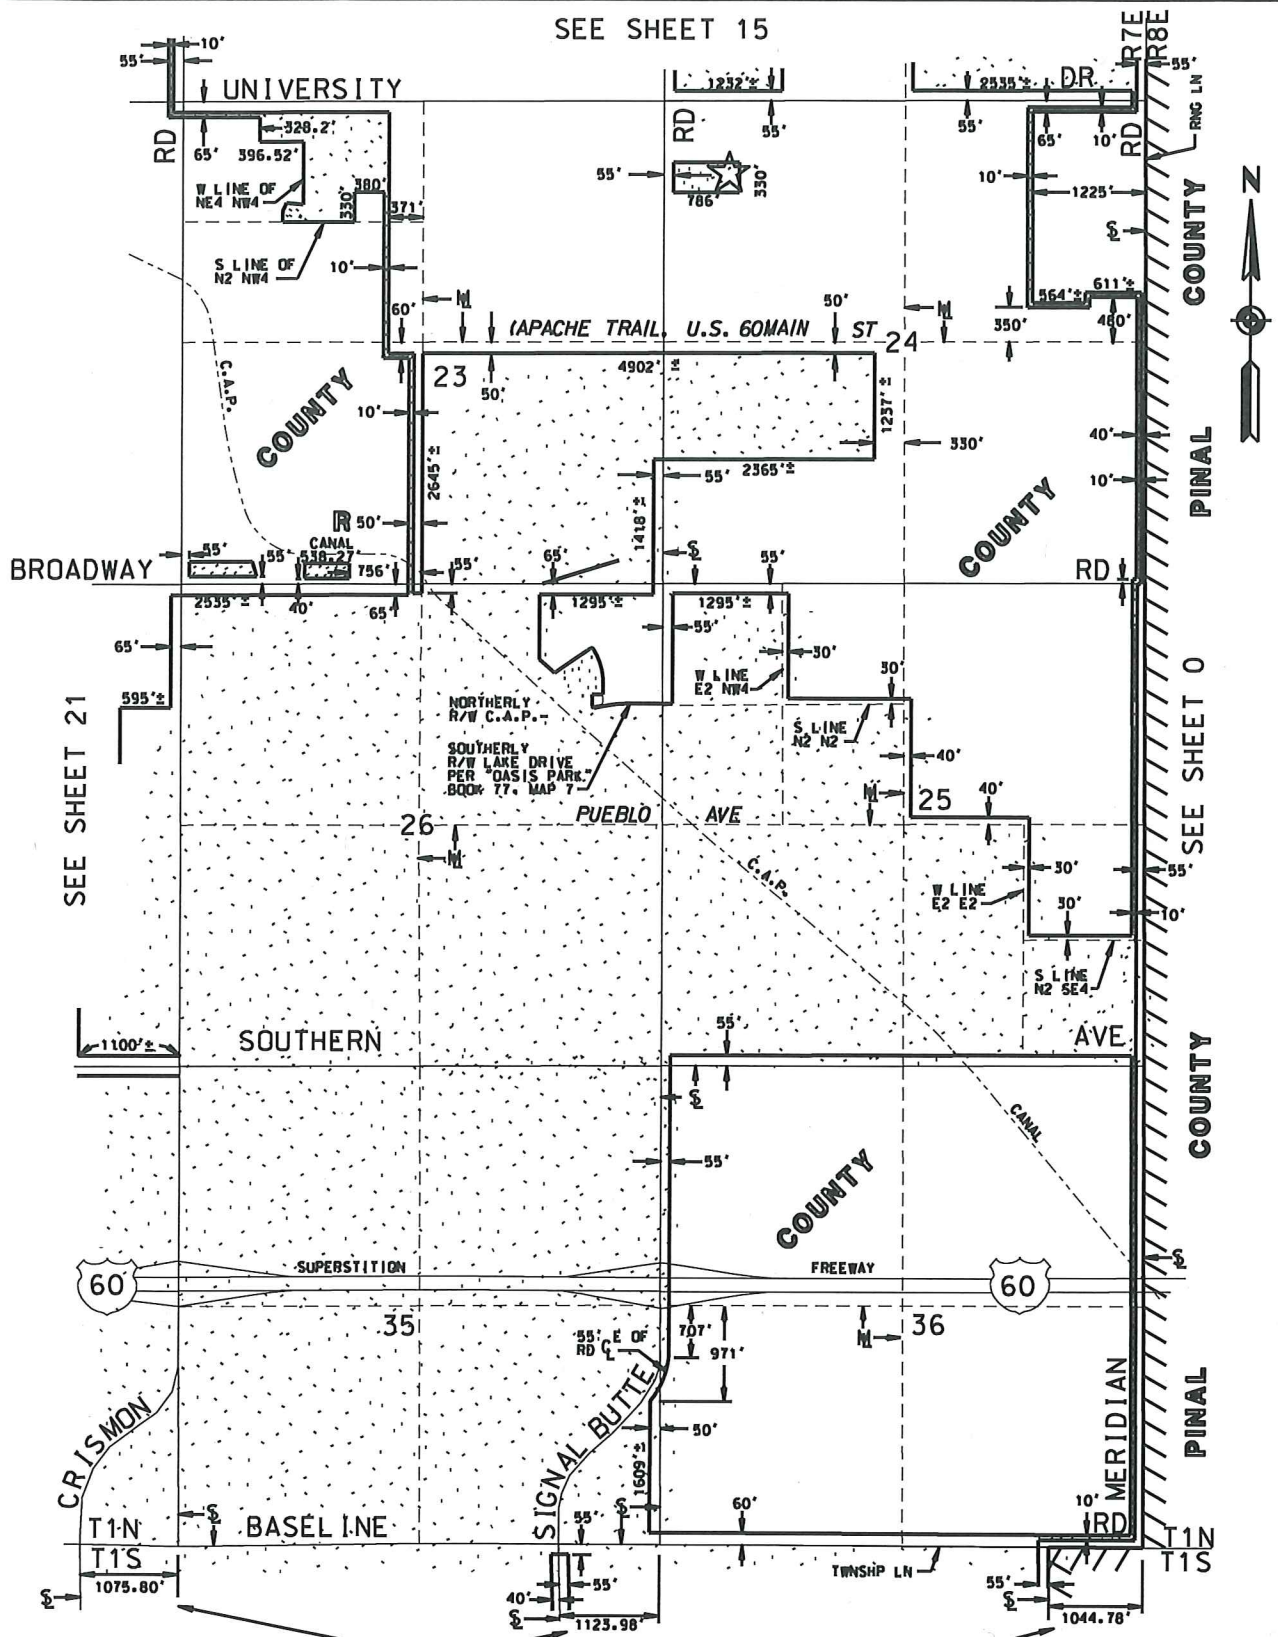 SEE SHEET 15
R7E
R8E
10'
55'
UNIVERSITY
1232'±
2535'±
DR
55'
RNG LN
RD
328.2'
65'
396.52'
RD
55'
55'
65'
10'
RD
W LINE OF
NE4 NW4
380'
330'
371'
55'
786'
330'
10'
1225'
COUNTY
N
S LINE OF
N2 NW4
10'
60'
50'
564'±
611'±
350'
480'
(APACHE TRAIL, U.S. 60MAIN ST
24
23
50'
4902'±
C.A.P.
COUNTY
10'
2645'±
1237'±
330'
40'
2365'±
55'
10'
PINAL
R 50'
1418'±
COUNTY
CANAL
538.27'
BROADWAY
55'
55'
756'
55'
65'
55'
RD
2535'±
40'
65'
1295'±
1295'±
65'
55'
30'
W LINE
E2 NW4
30'
595'±
SEE SHEET 21
NORTHERLY
R/W C.A.P.
S LINE
N2 N2
SOUTHERLY
R/W LAKE DRIVE
PER "OASIS PARK"
BOOK 77, MAP 7
40'
SEE SHEET 0
25
40'
PUEBLO AVE
26
C.A.P.
W LINE
E2 E2
30'
55'
30'
10'
S LINE
N2 SE4
1100'±
SOUTHERN
55'
AVE
COUNTY
CANAL
55'
COUNTY
60
SUPERSTITION
FREEWAY
60
35
36
55' E OF
RD
707'
971'
CRISMON
SIGNAL BUTTE
50'
1609'±
MERIDIAN
PINAL
10'
60'
RD
T1N
BASELINE
55'
T1N
T1S
TWNSHP LN
T1S
1075.80'
40'
55'
1123.98'
55'
1044.78'